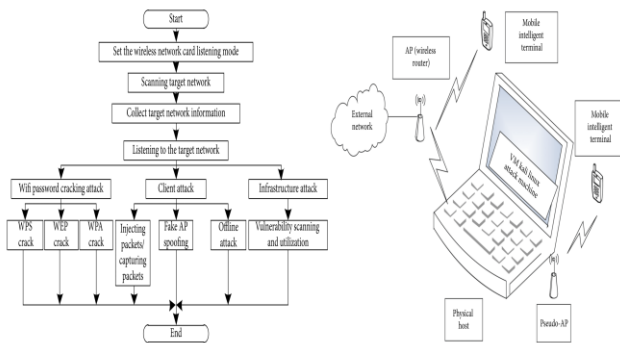 Start
Set the wireless network card listening mode
Scanning target network
Collect target network information
Listening to the target network
Wifi password cracking attack
Client attack
Infrastructure attack
WPS
crack
WEP
crack
WPA
crack
Injecting
packets/
capturing
packets
Fake AP
spoofing
Offline
attack
Vulnerability scanning
and utilization
End
Mobile
intelligent
terminal
AP (wireless
router)
External
network
Mobile
intelligent
terminal
VM kali linux
attack machine
Physical
host
Pseudo-AP